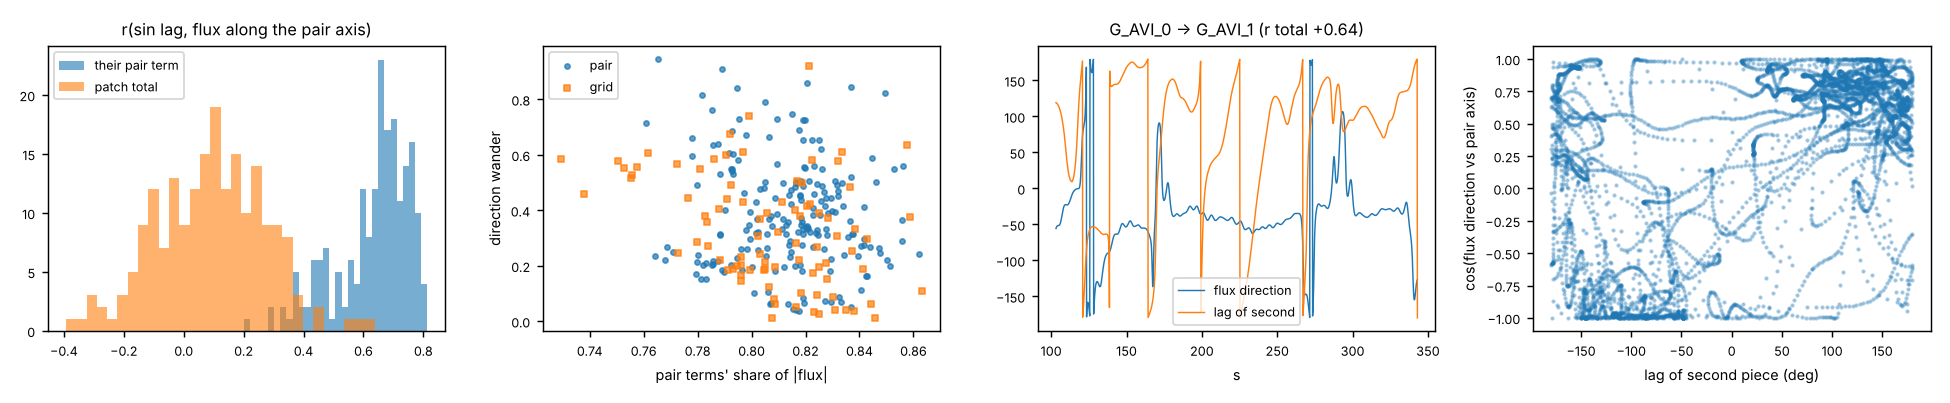 r(sin lag, flux along the pair axis)
their pair term
patch total
20
15
10
5
0
−0.4 −0.2 0.0 0.2 0.4 0.6 0.8
pair
grid
direction wander
0.8
0.6
0.4
0.2
0.0
0.74 0.76 0.78 0.80 0.82 0.84 0.86
pair terms' share of |flux|
G_AVI_0 → G_AVI_1 (r total +0.64)
150
100
50
0
−50
−100
−150
flux direction
lag of second
100 150 200 250 300 350
s
cos(flux direction vs pair axis)
1.00
0.75
0.50
0.25
0.00
−0.25
−0.50
−0.75
−1.00
−150 −100 −50 0 50 100 150
lag of second piece (deg)